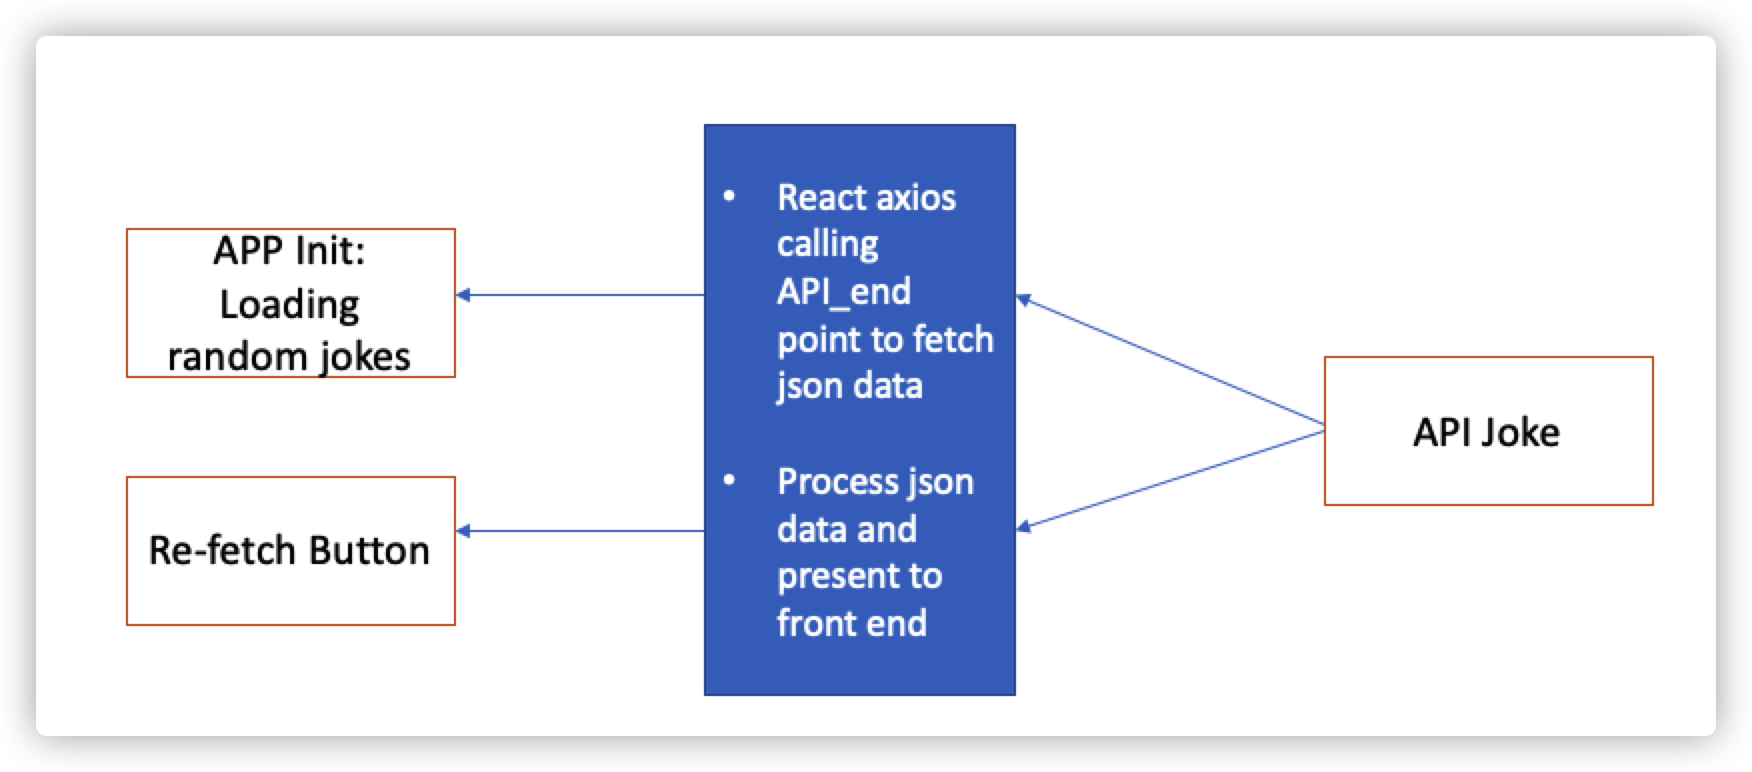 APP Init:
Loading
random jokes
Re-fetch Button
• React axios
calling
API_end
point to fetch
json data
• Process json
data and
present to
front end
API Joke